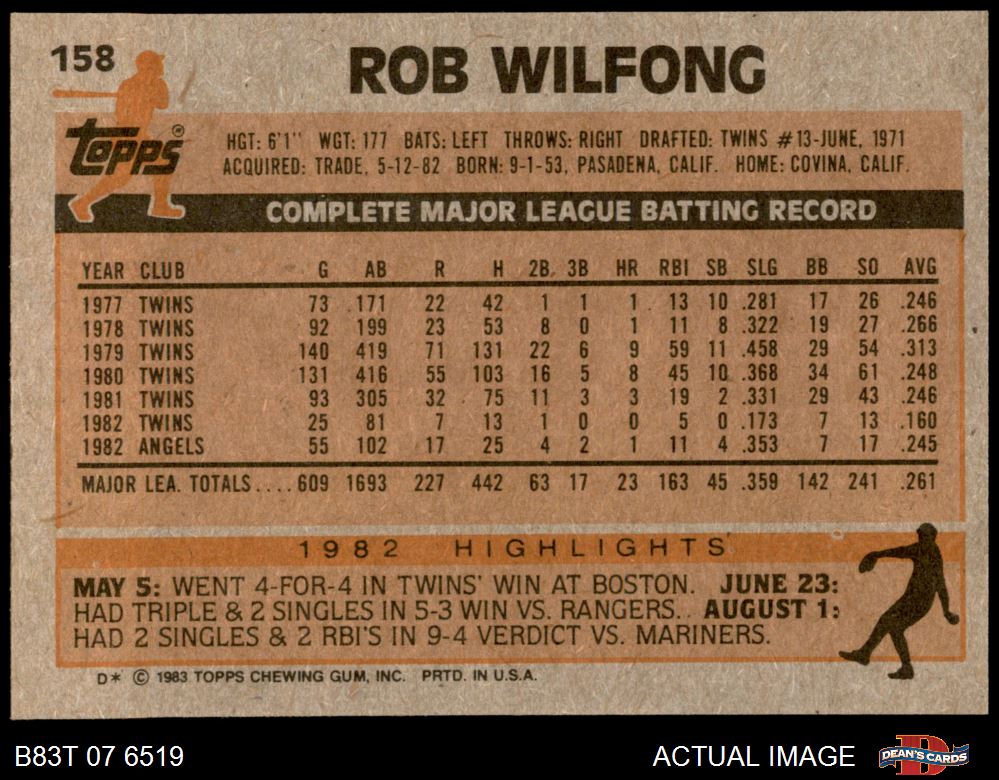 158
ROB WILFONG
topps®
HGT: 6'1" WGT: 177 BATS: LEFT THROWS: RIGHT DRAFTED: TWINS #13-JUNE, 1971
ACQUIRED: TRADE, 5-12-82 BORN: 9-1-53, PASADENA, CALIF. HOME: COVINA, CALIF.
COMPLETE MAJOR LEAGUE BATTING RECORD
YEAR CLUB G AB R H 2B 3B HR RBI SB SLG BB SO AVG
1977 TWINS 73 171 22 42 1 1 1 13 10 .281 17 26 .246
1978 TWINS 92 199 23 53 8 0 1 11 8 .322 19 27 .266
1979 TWINS 140 419 71 131 22 6 9 59 11 .458 29 54 .313
1980 TWINS 131 416 55 103 16 5 8 45 10 .368 34 61 .248
1981 TWINS 93 305 32 75 11 3 3 19 2 .331 29 43 .246
1982 TWINS 25 81 7 13 1 0 0 5 0 .173 7 13 .160
1982 ANGELS 55 102 17 25 4 2 1 11 4 .353 7 17 .245
MAJOR LEA. TOTALS.... 609 1693 227 442 63 17 23 163 45 .359 142 241 .261
1982 HIGHLIGHTS
MAY 5: WENT 4-FOR-4 IN TWINS' WIN AT BOSTON. JUNE 23:
HAD TRIPLE & 2 SINGLES IN 5-3 WIN VS. RANGERS. AUGUST 1:
HAD 2 SINGLES & 2 RBI'S IN 9-4 VERDICT VS. MARINERS.
D* © 1983 TOPPS CHEWING GUM, INC. PRTD. IN U.S.A.
B83T 07 6519
ACTUAL IMAGE
DEAN'S CARDS